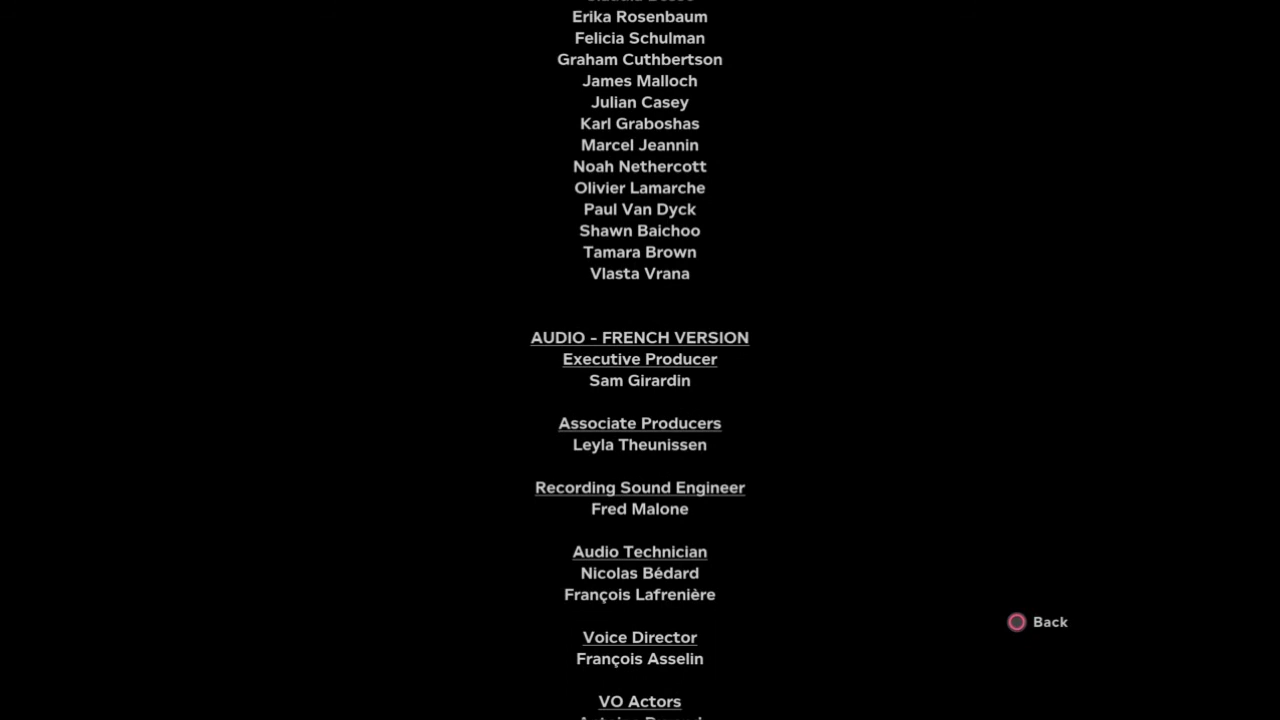 Erika Rosenbaum
Felicia Schulman
Graham Cuthbertson
James Malloch
Julian Casey
Karl Graboshas
Marcel Jeannin
Noah Nethercott
Olivier Lamarche
Paul Van Dyck
Shawn Baichoo
Tamara Brown
Vlasta Vrana
AUDIO - FRENCH VERSION
Executive Producer
Sam Girardin
Associate Producers
Leyla Theunissen
Recording Sound Engineer
Fred Malone
Audio Technician
Nicolas Bédard
François Lafrenière
Back
Voice Director
François Asselin
VO Actors